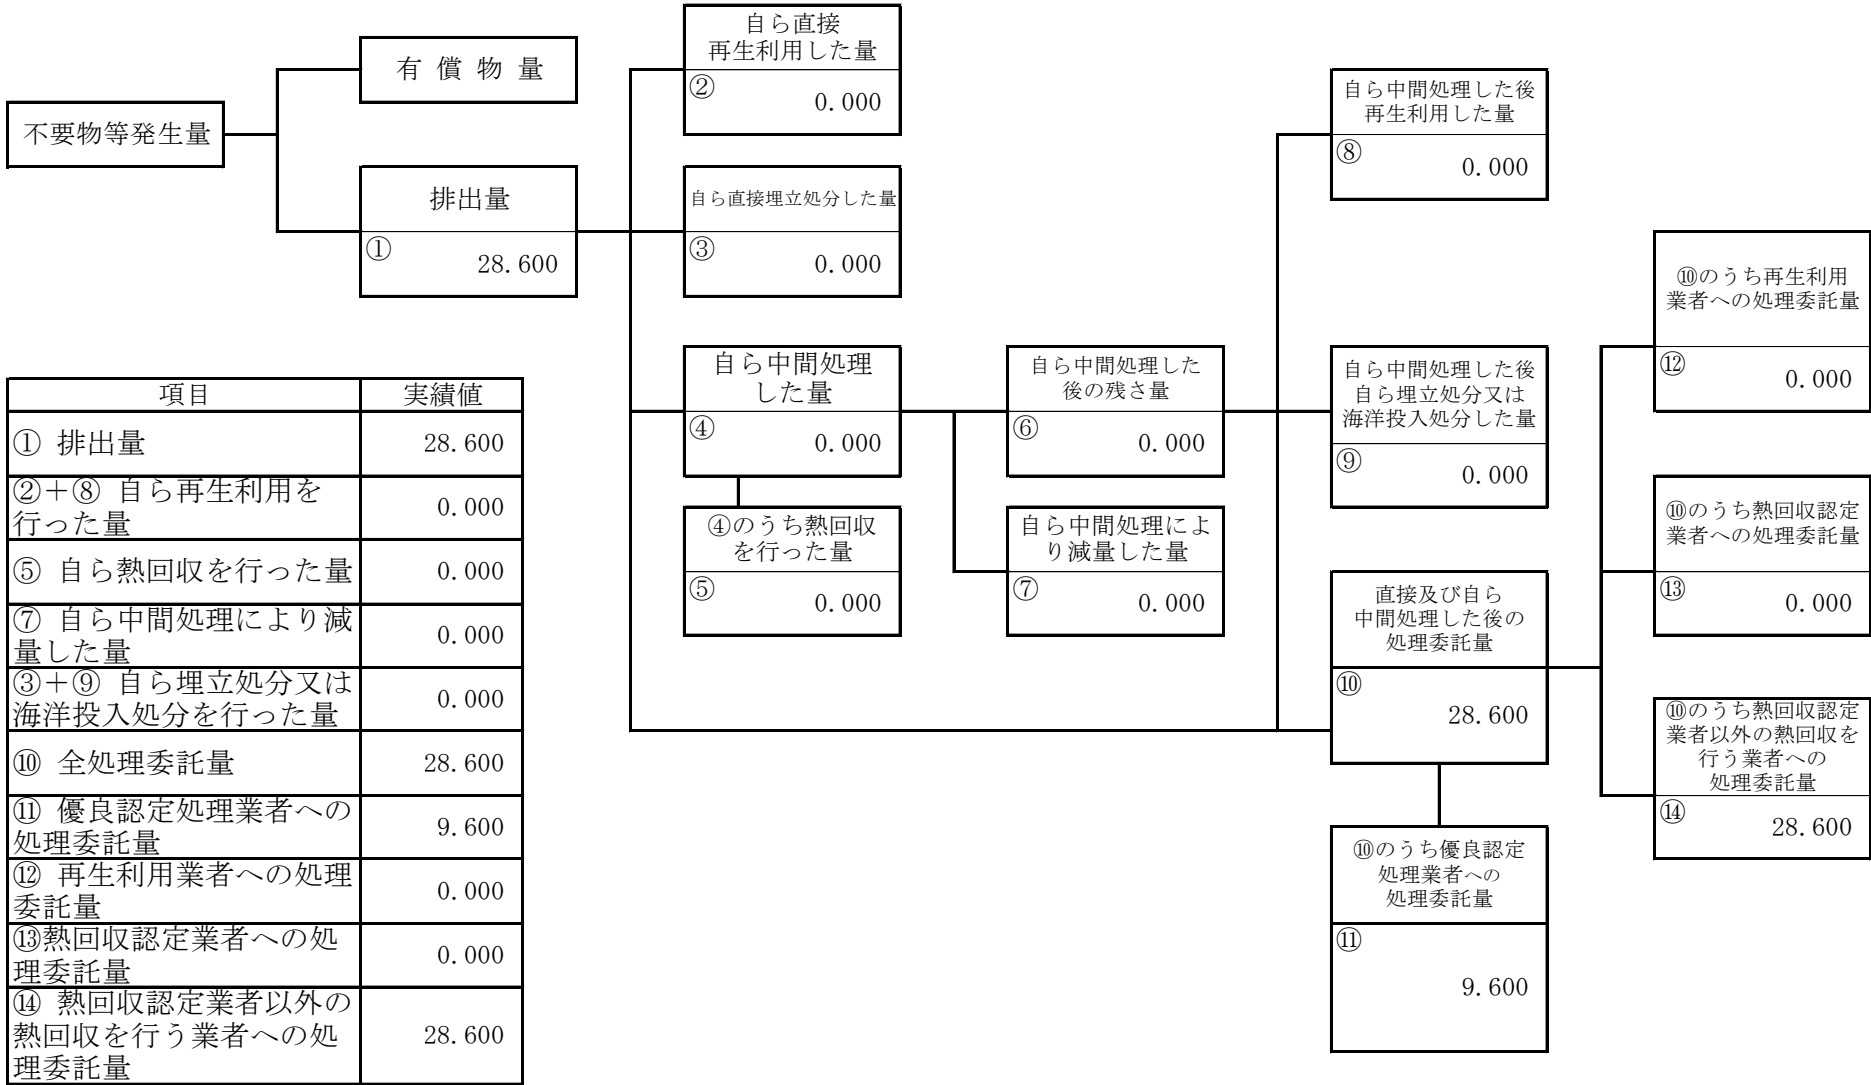 不要物等発生量
有 償 物 量
排出量
①
28.600
自ら直接
再生利用した量
②
0.000
自ら直接埋立処分した量
③
0.000
自ら中間処理
した量
④
0.000
④のうち熱回収
を行った量
⑤
0.000
自ら中間処理した
後の残さ量
⑥
0.000
自ら中間処理によ
り減量した量
⑦
0.000
自ら中間処理した後
再生利用した量
⑧
0.000
自ら中間処理した後
自ら埋立処分又は
海洋投入処分した量
⑨
0.000
直接及び自ら
中間処理した後の
処理委託量
⑩
28.600
⑩のうち優良認定
処理業者への
処理委託量
⑪
9.600
⑩のうち再生利用
業者への処理委託量
⑫
0.000
⑩のうち熱回収認定
業者への処理委託量
⑬
0.000
⑩のうち熱回収認定
業者以外の熱回収を
行う業者への
処理委託量
⑭
28.600
項目 実績値
① 排出量 28.600
②＋⑧ 自ら再生利用を
行った量 0.000
⑤ 自ら熱回収を行った量 0.000
⑦ 自ら中間処理により減
量した量 0.000
③＋⑨ 自ら埋立処分又は
海洋投入処分を行った量 0.000
⑩ 全処理委託量 28.600
⑪ 優良認定処理業者への
処理委託量 9.600
⑫ 再生利用業者への処理
委託量 0.000
⑬熱回収認定業者への処
理委託量 0.000
⑭ 熱回収認定業者以外の
熱回収を行う業者への処
理委託量 28.600